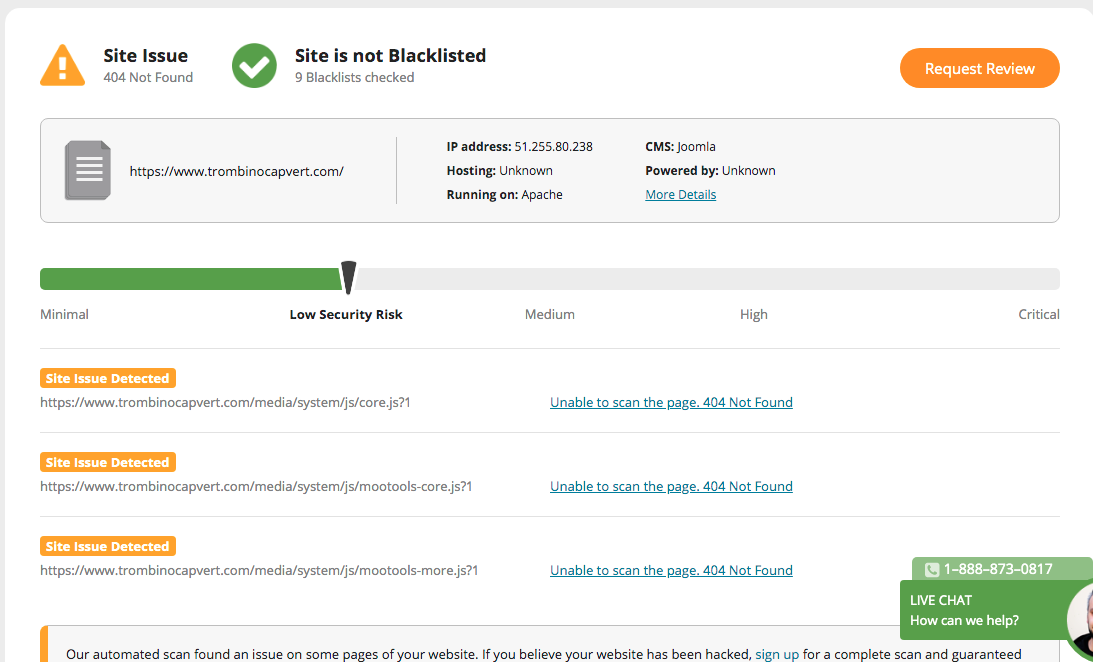 Site Issue
404 Not Found
Site is not Blacklisted
9 Blacklists checked
Request Review
https://www.trombinocapvert.com/
IP address: 51.255.80.238
Hosting: Unknown
Running on: Apache
CMS: Joomla
Powered by: Unknown
More Details
Minimal
Low Security Risk
Medium
High
Critical
Site Issue Detected
https://www.trombinocapvert.com/media/system/js/core.js?1
Unable to scan the page. 404 Not Found
Site Issue Detected
https://www.trombinocapvert.com/media/system/js/mootools-core.js?1
Unable to scan the page. 404 Not Found
Site Issue Detected
https://www.trombinocapvert.com/media/system/js/mootools-more.js?1
Unable to scan the page. 404 Not Found
1–888–873–0817
LIVE CHAT
How can we help?
Our automated scan found an issue on some pages of your website. If you believe your website has been hacked, sign up for a complete scan and guaranteed